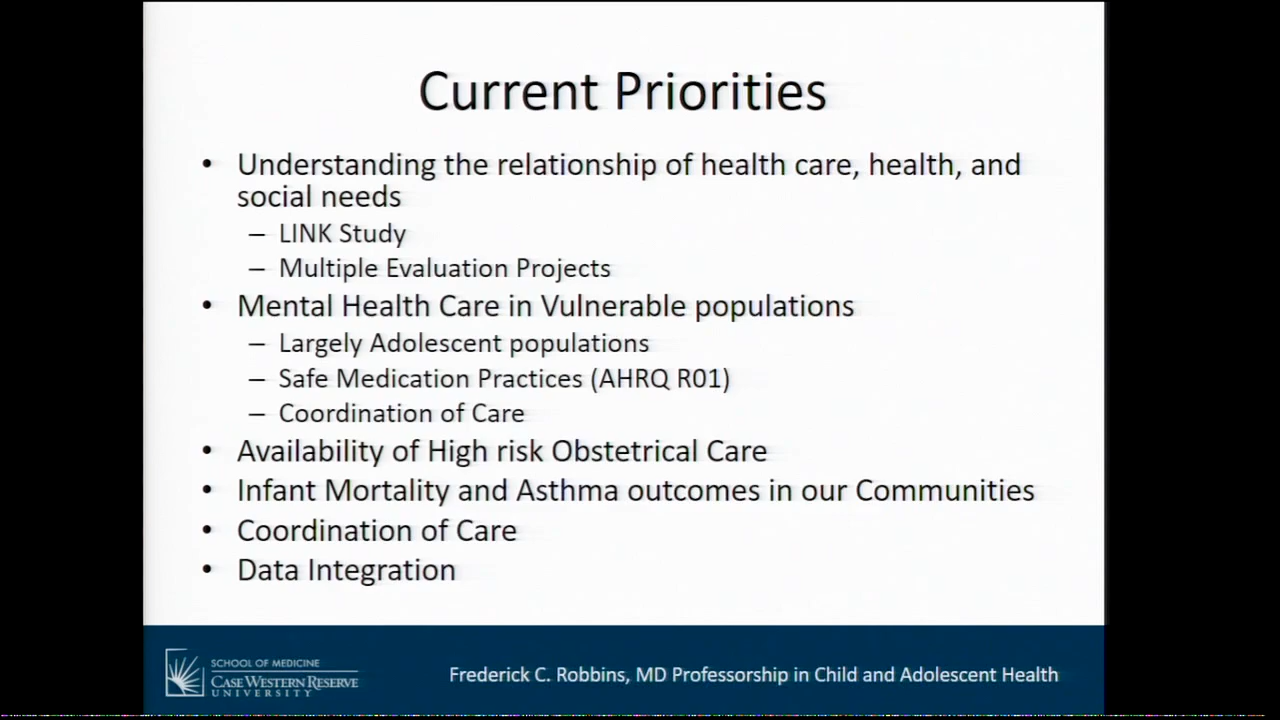 Current Priorities
• Understanding the relationship of health care, health, and
social needs
– LINK Study
– Multiple Evaluation Projects
• Mental Health Care in Vulnerable populations
– Largely Adolescent populations
– Safe Medication Practices (AHRQ R01)
– Coordination of Care
• Availability of High risk Obstetrical Care
• Infant Mortality and Asthma outcomes in our Communities
• Coordination of Care
• Data Integration
SCHOOL OF MEDICINE
CASE WESTERN RESERVE
UNIVERSITY
Frederick C. Robbins, MD Professorship in Child and Adolescent Health